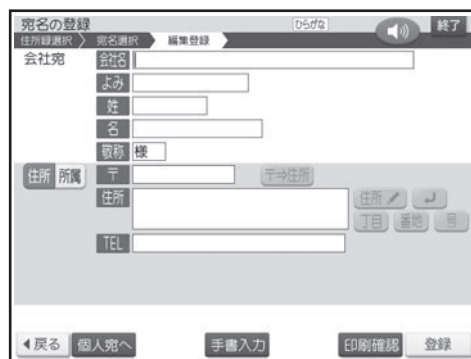 宛名の登録 ひらがな 終了
住所録選択 宛名選択 編集登録
会社宛 会社名
よみ
姓
名
敬称 様
住所 所属 〒 〒⇒住所
住所 住所
丁目 番地 号
TEL
戻る 個人宛へ 手書入力 印刷確認 登録